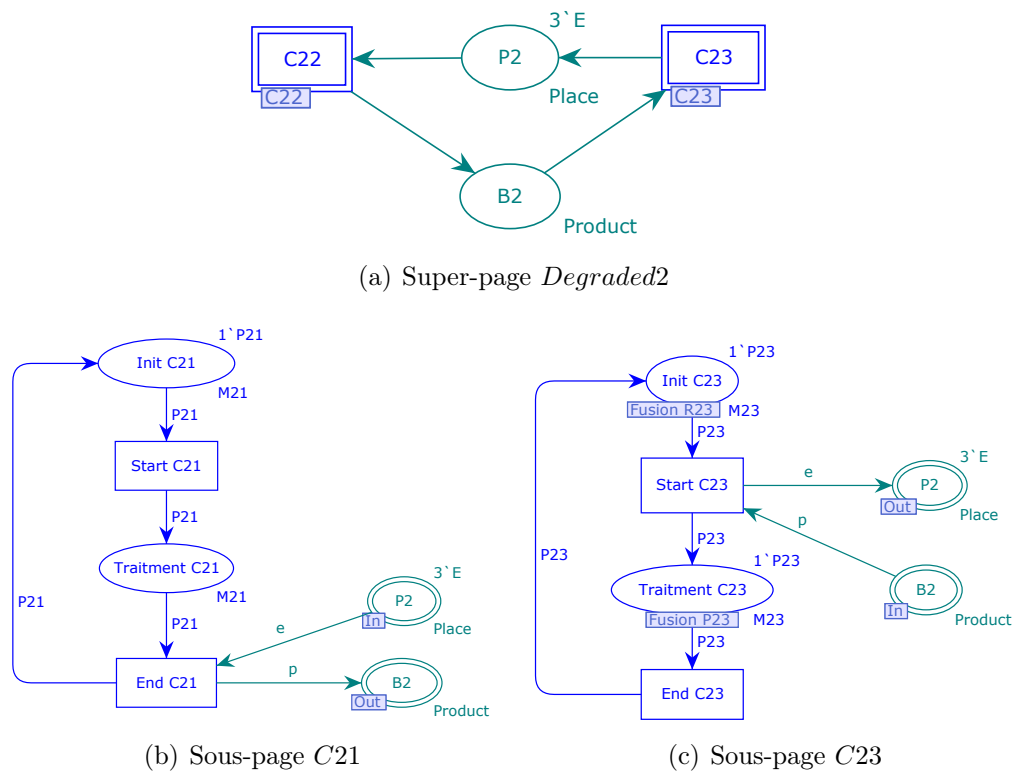 3`E
C22
P2
C23
C22
Place
C23
B2
Product
(a) Super-page Degraded2
1`P21
Init C21
M21
P21
Start C21
P21
Traitment C21
M21
P21
P21
3`E
P2
In
Place
e
End C21
p
B2
Out
Product
(b) Sous-page C21
1`P23
Init C23
Fusion R23
M23
P23
Start C23
e
3`E
P2
Out
Place
p
P23
P23
1`P23
Traitment C23
Fusion P23
M23
B2
In
Product
P23
End C23
(c) Sous-page C23